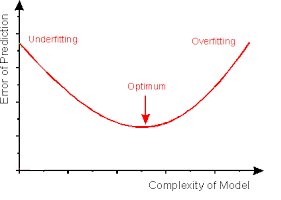 Underfitting
Overfitting
Optimum
Error of Prediction
Complexity of Model